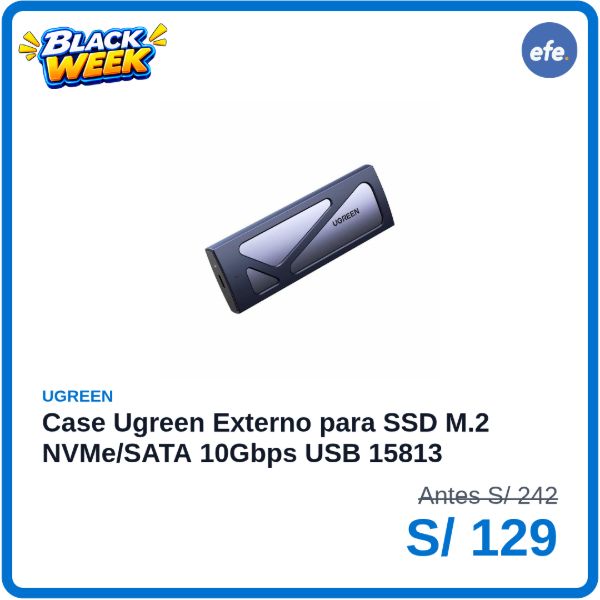 BLACK
WEEK
efe.
UGREEN
UGREEN
Case Ugreen Externo para SSD M.2
NVMe/SATA 10Gbps USB 15813
Antes S/ 242
S/ 129